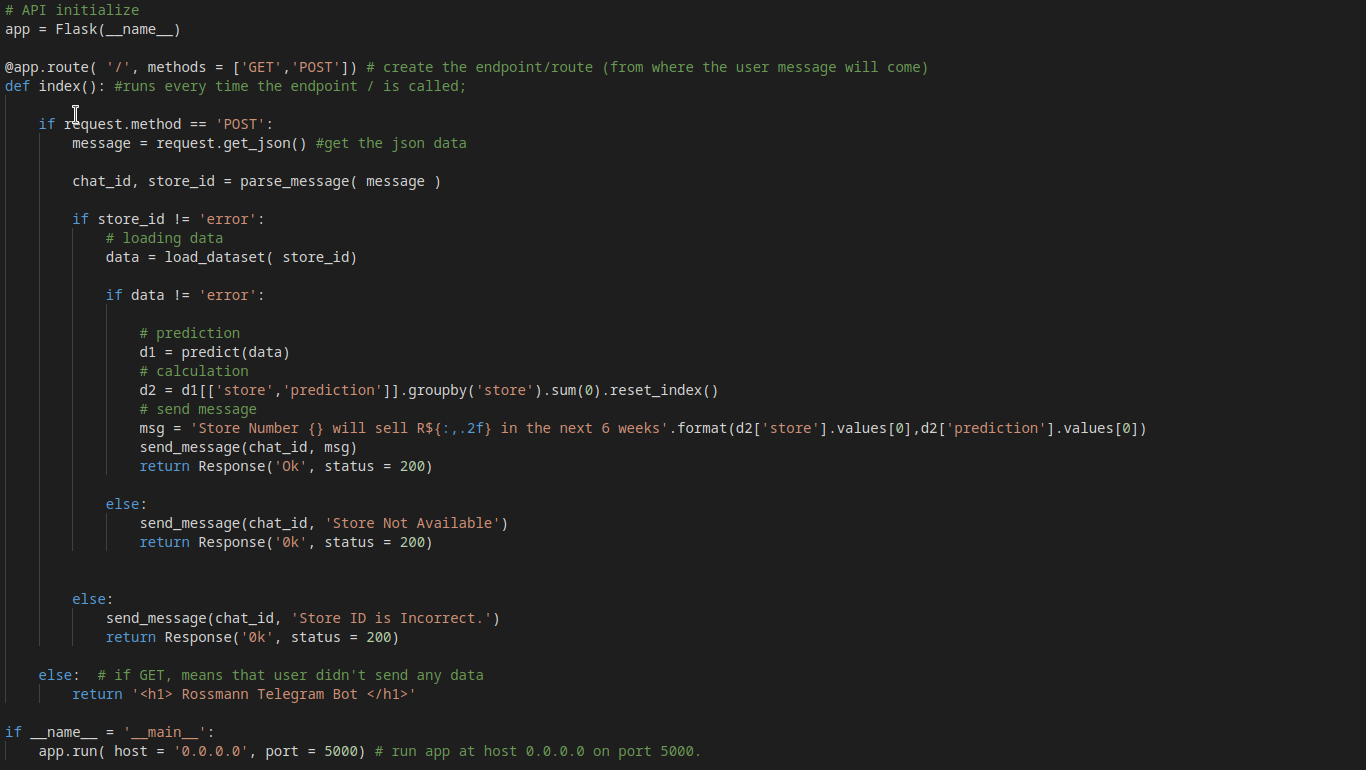 # API initialize
app = Flask(__name__)
@app.route( '/', methods = ['GET','POST']) # create the endpoint/route (from where the user message will come)
def index(): #runs every time the endpoint / is called;
if request.method == 'POST':
message = request.get_json() #get the json data
chat_id, store_id = parse_message( message )
if store_id != 'error':
# loading data
data = load_dataset( store_id)
if data != 'error':
# prediction
d1 = predict(data)
# calculation
d2 = d1[['store','prediction']].groupby('store').sum(0).reset_index()
# send message
msg = 'Store Number {} will sell R${:,.2f} in the next 6 weeks'.format(d2['store'].values[0],d2['prediction'].values[0])
send_message(chat_id, msg)
return Response('Ok', status = 200)
else:
send_message(chat_id, 'Store Not Available')
return Response('0k', status = 200)
else:
send_message(chat_id, 'Store ID is Incorrect.')
return Response('0k', status = 200)
else:  # if GET, means that user didn't send any data
return '<h1> Rossmann Telegram Bot </h1>'
if __name__ = '__main__':
app.run( host = '0.0.0.0', port = 5000) # run app at host 0.0.0.0 on port 5000.